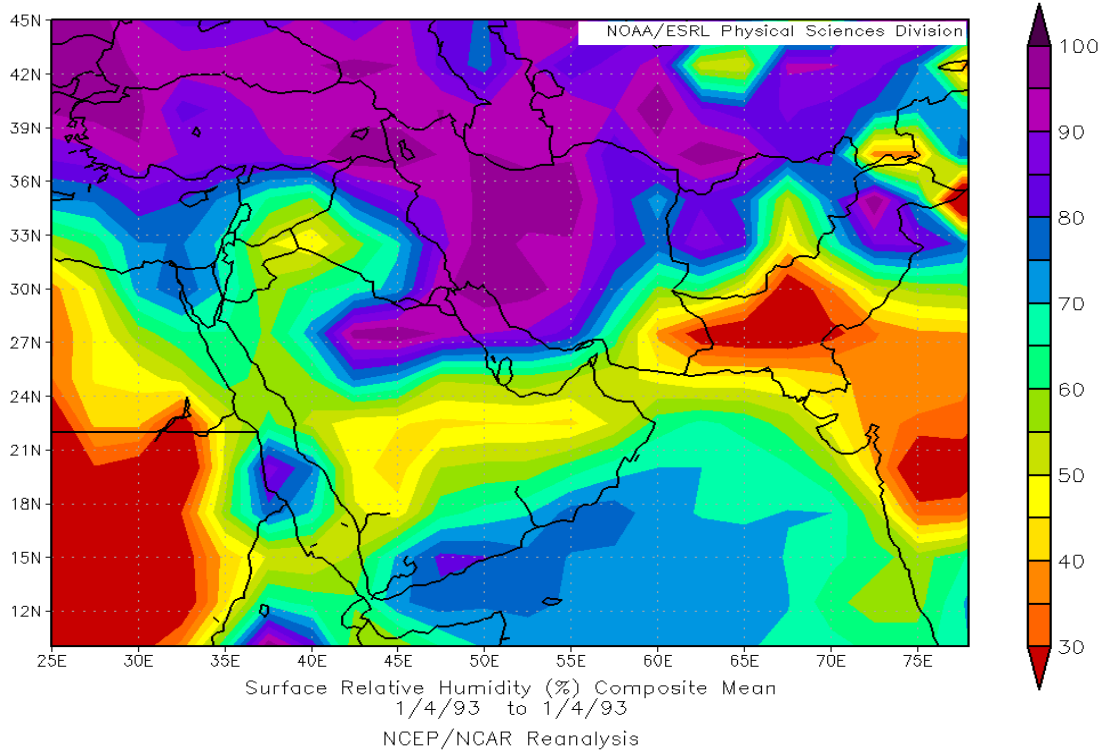 NOAA/ESRL Physical Sciences Division
45N
42N
39N
36N
33N
30N
27N
24N
21N
18N
15N
12N
25E 30E 35E 40E 45E 50E 55E 60E 65E 70E 75E
100
90
80
70
60
50
40
30
Surface Relative Humidity (%) Composite Mean
1/4/93 to 1/4/93
NCEP/NCAR Reanalysis